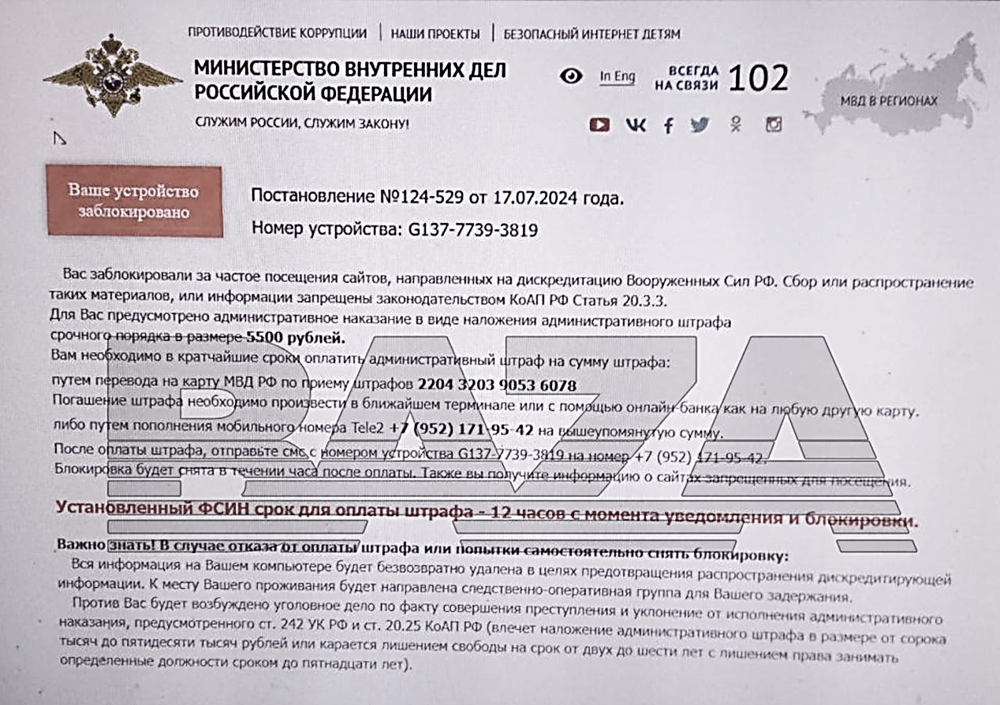 ПРОТИВОДЕЙСТВИЕ КОРРУПЦИИ | НАШИ ПРОЕКТЫ | БЕЗОПАСНЫЙ ИНТЕРНЕТ ДЕТЯМ
МИНИСТЕРСТВО ВНУТРЕННИХ ДЕЛ
РОССИЙСКОЙ ФЕДЕРАЦИИ
СЛУЖИМ РОССИИ, СЛУЖИМ ЗАКОНУ!
In Eng
ВСЕГДА
НА СВЯЗИ 102
МВД В РЕГИОНАХ
Ваше устройство
заблокировано
Постановление №124-529 от 17.07.2024 года.
Номер устройства: G137-7739-3819
Вас заблокировали за частое посещения сайтов, направленных на дискредитацию Вооруженных Сил РФ. Сбор или распространение
таких материалов, или информации запрещены законодательством КоАП РФ Статья 20.3.3.
Для Вас предусмотрено административное наказание в виде наложения административного штрафа
срочного порядка в размере 5500 рублей.
Вам необходимо в кратчайшие сроки оплатить административный штраф на сумму штрафа:
путем перевода на карту МВД РФ по приему штрафов 2204 3203 9053 6078
Погашение штрафа необходимо произвести в ближайшем терминале или с помощью онлайн-банка как на любую другую карту.
либо путем пополнения мобильного номера Tele2 +7 (952) 171-95-42 на вышеупомянутую сумму.
После оплаты штрафа, отправьте смс с номером устройства G137-7739-3819 на номер +7 (952) 171-95-42.
Блокировка будет снята в течении часа после оплаты. Также вы получите информацию о сайтах запрещенных для посещения.
Установленный ФСИН срок для оплаты штрафа - 12 часов с момента уведомления и блокировки.
Важно знать! В случае отказа от оплаты штрафа или попытки самостоятельно снять блокировку:
Вся информация на Вашем компьютере будет безвозвратно удалена в целях предотвращения распространения дискредитирующей
информации. К месту Вашего проживания будет направлена следственно-оперативная группа для Вашего задержания.
Против Вас будет возбуждено уголовное дело по факту совершения преступления и уклонение от исполнения административного
наказания, предусмотренного ст. 242 УК РФ и ст. 20.25 КоАП РФ (влечет наложение административного штрафа в размере от сорока
тысяч до пятидесяти тысяч рублей или карается лишением свободы на срок от двух до шести лет с лишением права занимать
определенные должности сроком до пятнадцати лет).
BAZA